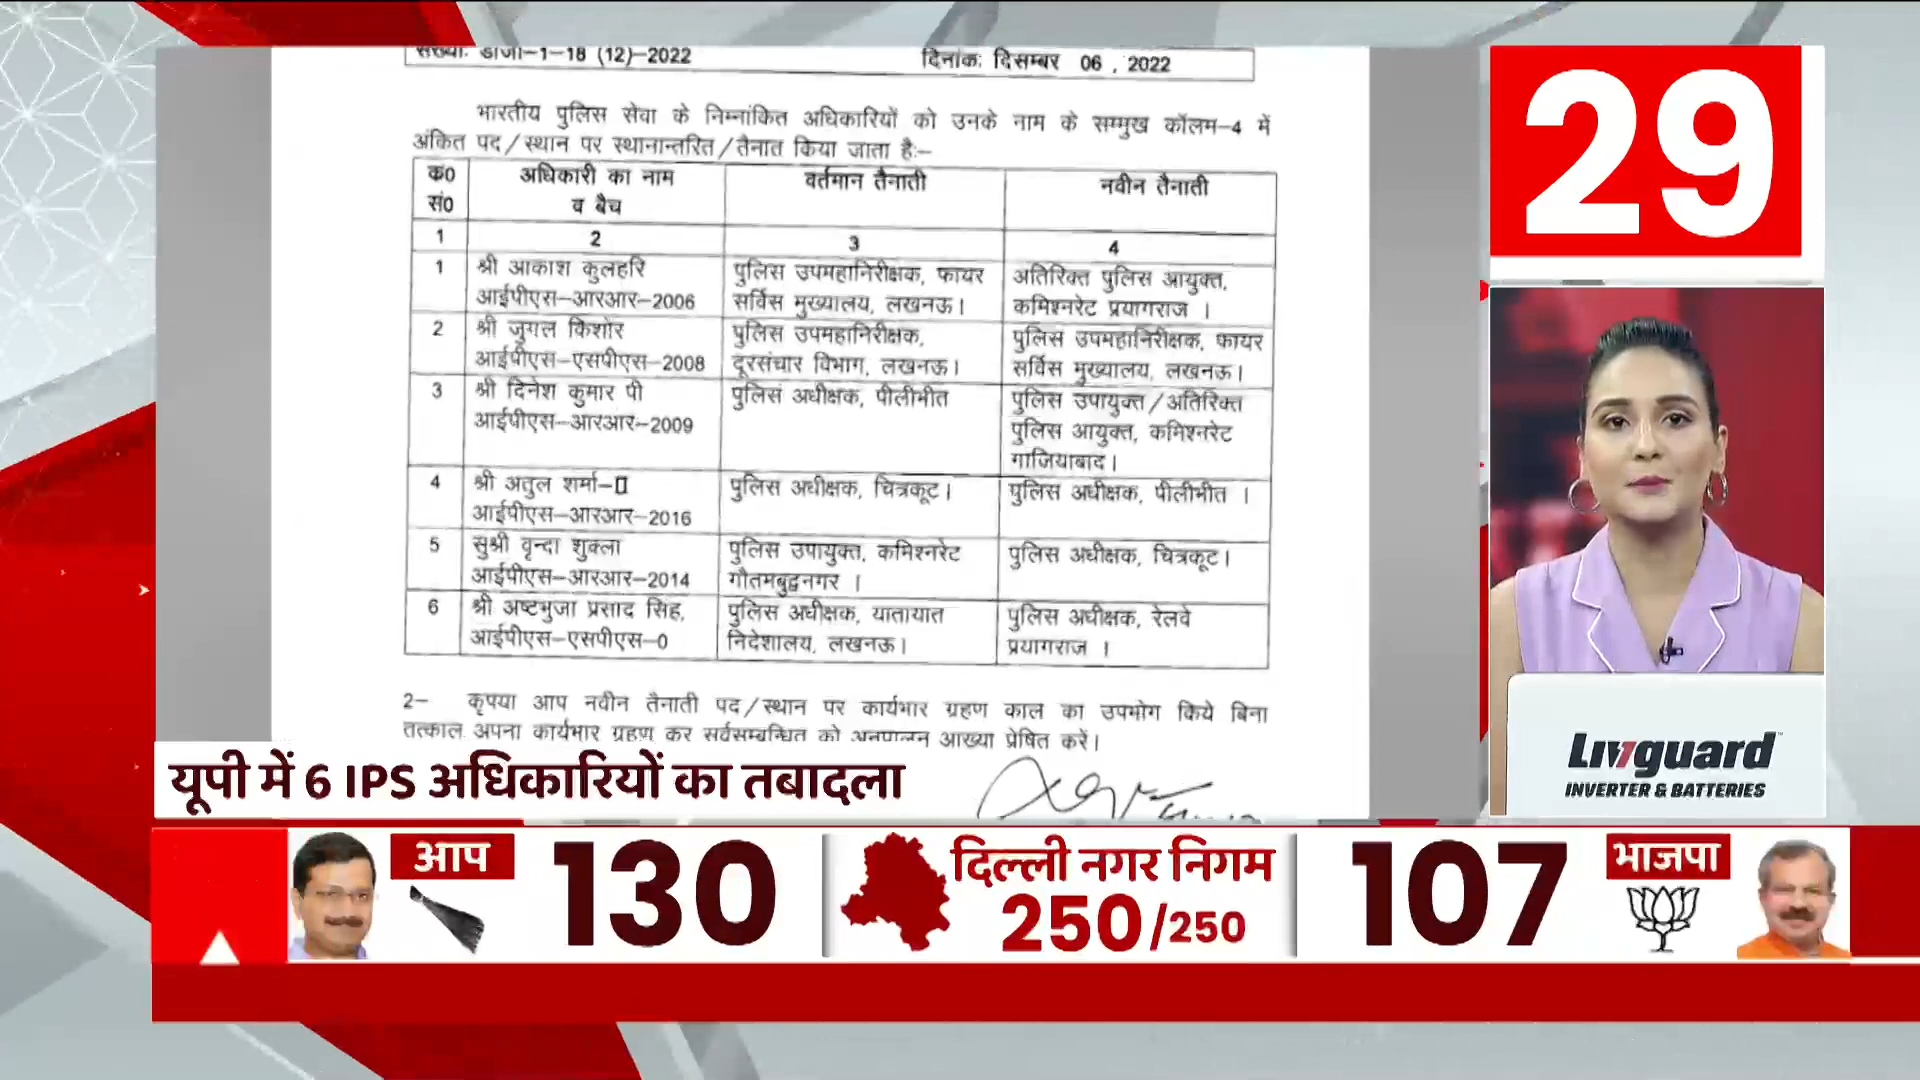 संख्या: डीजी-1-18 (12)-2022
दिनांक: दिसम्बर 06 , 2022
भारतीय पुलिस सेवा के निम्नांकित अधिकारियों को उनके नाम के सम्मुख कॉलम-4 में
अंकित पद/स्थान पर स्थानान्तरित/तैनात किया जाता है:-
क0 सं0
अधिकारी का नाम व बैच
वर्तमान तैनाती
नवीन तैनाती
1
2
3
4
1
श्री आकाश कुलहरि
आईपीएस-आरआर-2006
पुलिस उपमहानिरीक्षक, फायर
सर्विस मुख्यालय, लखनऊ।
अतिरिक्त पुलिस आयुक्त,
कमिश्नरेट प्रयागराज ।
2
श्री जुगल किशोर
आईपीएस-एसपीएस-2008
पुलिस उपमहानिरीक्षक,
दूरसंचार विभाग, लखनऊ।
पुलिस उपमहानिरीक्षक, फायर
सर्विस मुख्यालय, लखनऊ।
3
श्री दिनेश कुमार पी
आईपीएस-आरआर-2009
पुलिस अधीक्षक, पीलीभीत
पुलिस उपायुक्त/अतिरिक्त
पुलिस आयुक्त, कमिश्नरेट
गाजियाबाद।
4
श्री अतुल शर्मा-
आईपीएस-आरआर-2016
पुलिस अधीक्षक, चित्रकूट।
पुलिस अधीक्षक, पीलीभीत ।
5
सुश्री वृन्दा शुक्ला
आईपीएस-आरआर-2014
पुलिस उपायुक्त, कमिश्नरेट
गौतमबुद्धनगर ।
पुलिस अधीक्षक, चित्रकूट।
6
श्री अष्टभुजा प्रसाद सिंह,
आईपीएस-एसपीएस-0
पुलिस अधीक्षक, यातायात
निदेशालय, लखनऊ।
पुलिस अधीक्षक, रेलवे
प्रयागराज ।
2- कृपया आप नवीन तैनाती पद/स्थान पर कार्यभार ग्रहण काल का उपभोग किये बिना
तत्काल अपना कार्यभार ग्रहण कर सर्वसम्बन्धित को अनुपालन आख्या प्रेषित करें।
29
Livguard
INVERTER & BATTERIES
यूपी में 6 IPS अधिकारियों का तबादला
आप
130
दिल्ली नगर निगम
250/250
107
भाजपा